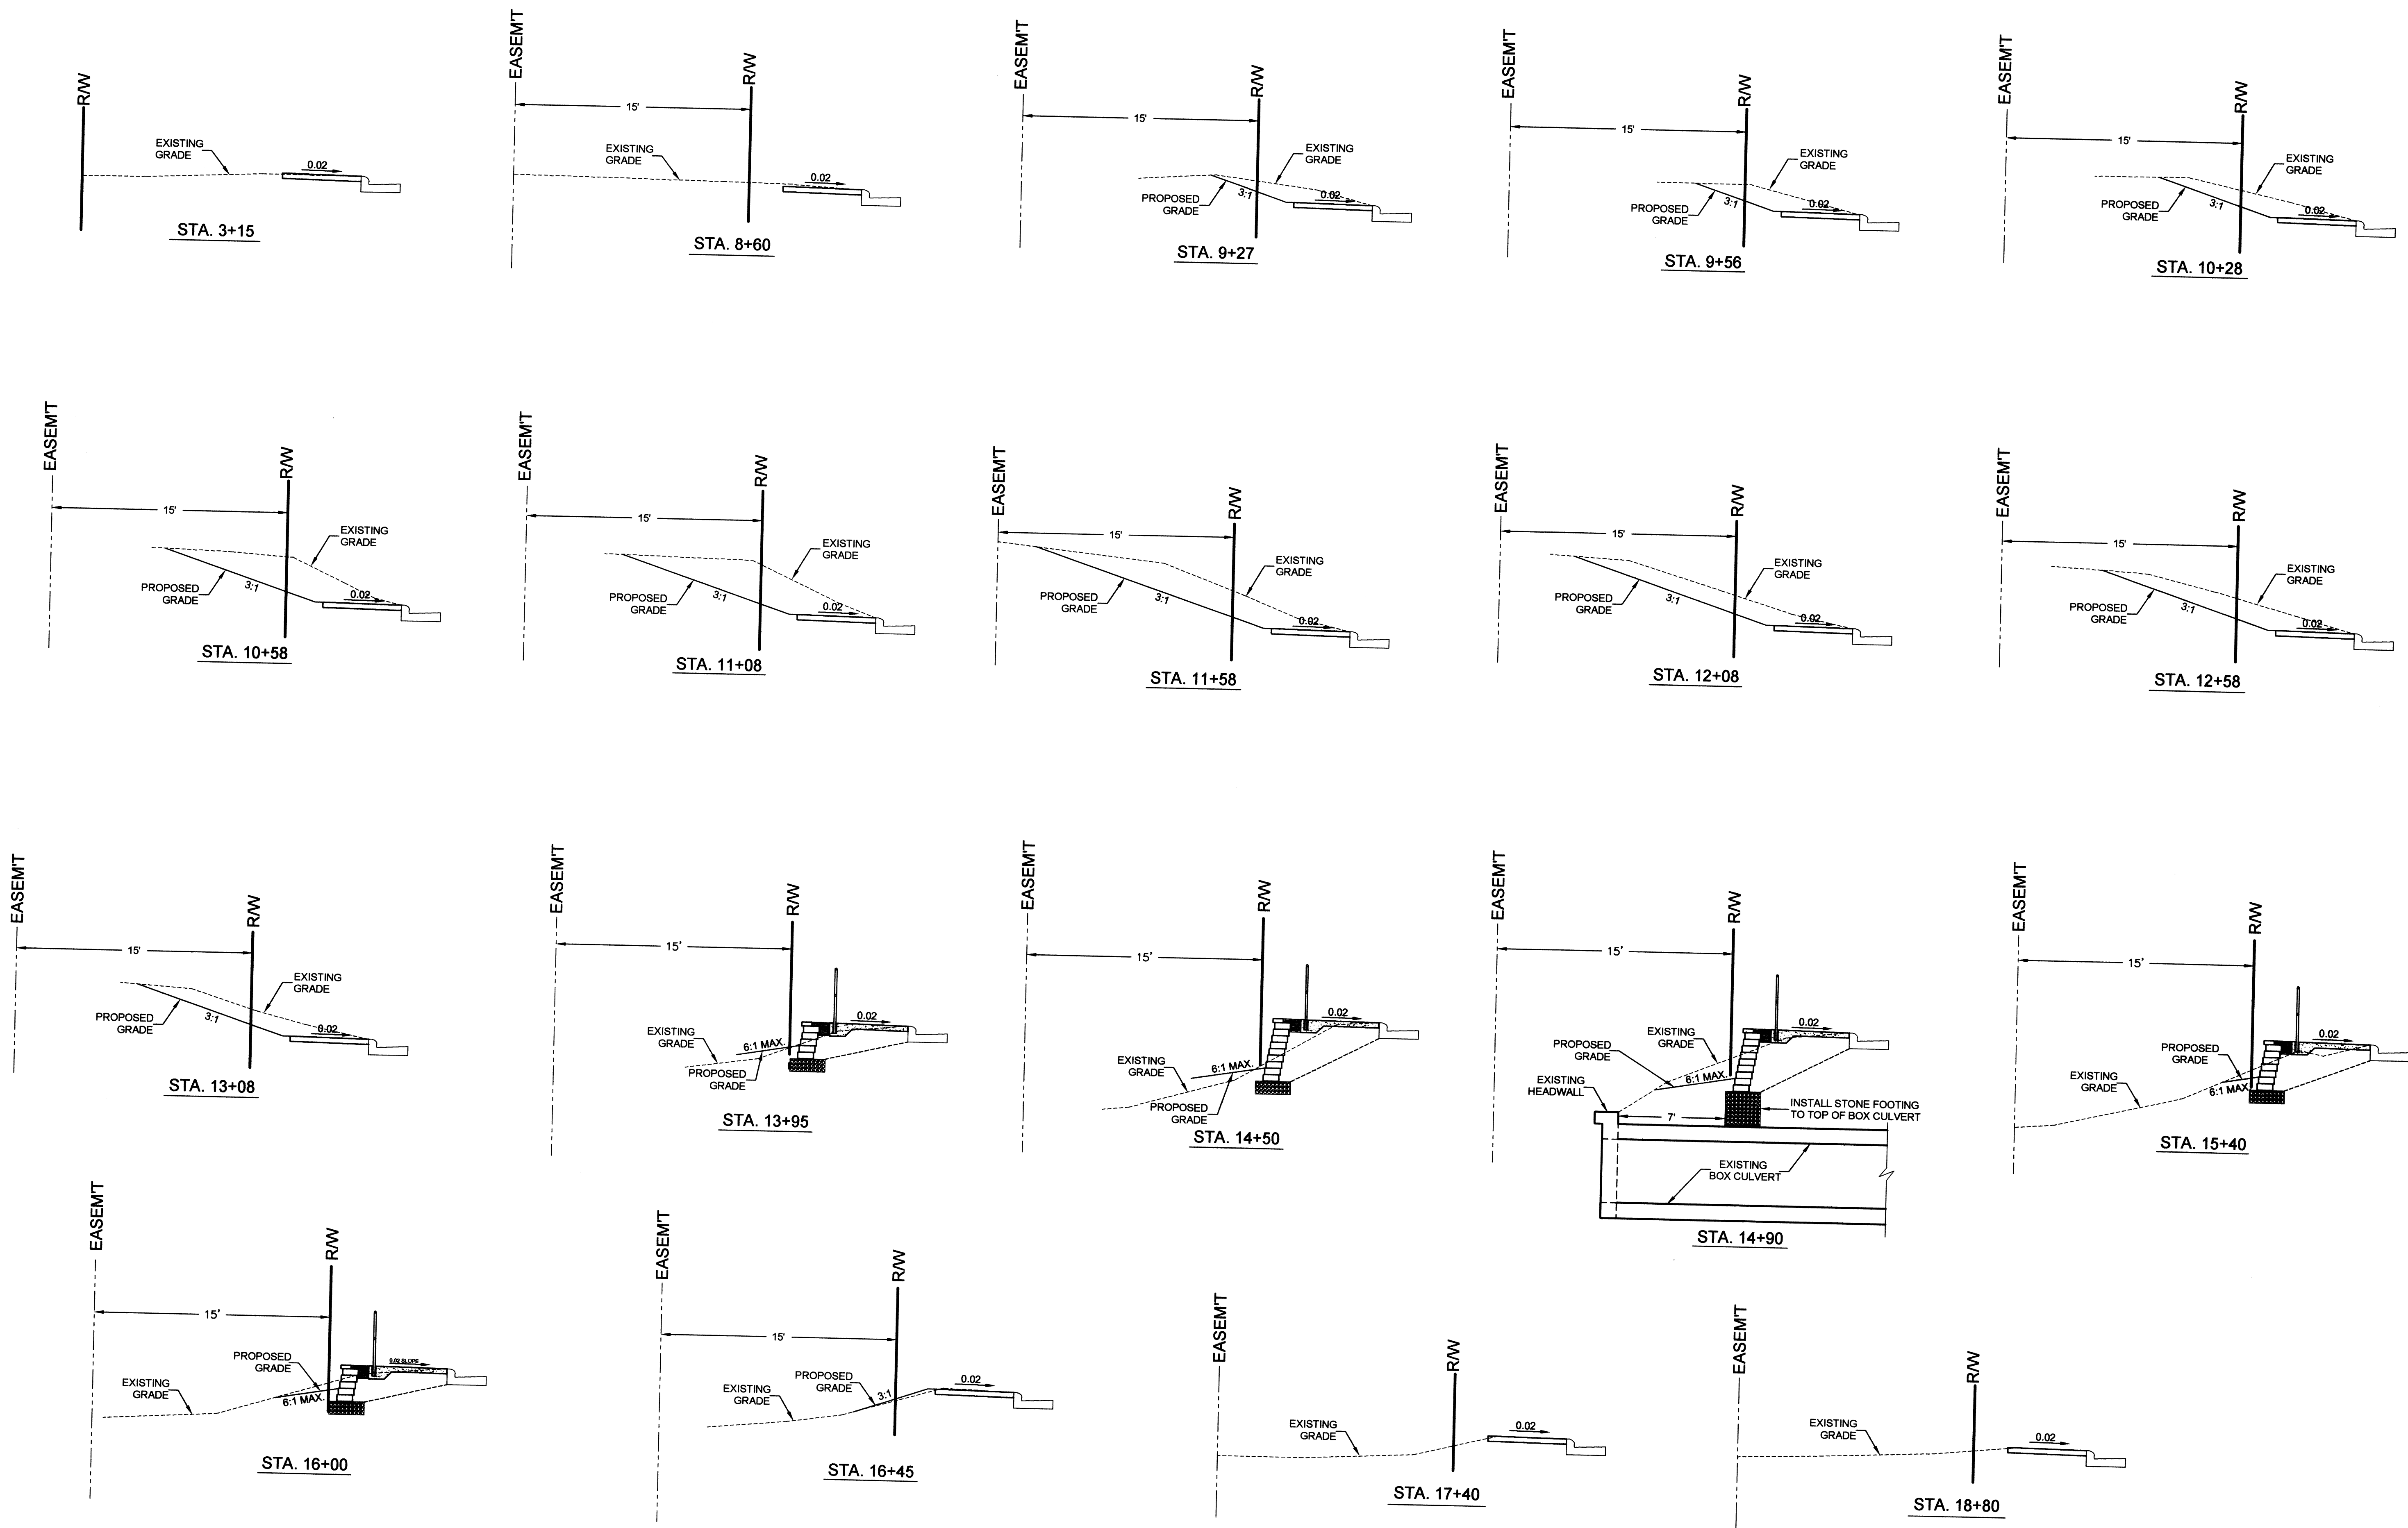 R/W
EXISTING
GRADE
0.02
STA. 3+15
EASEM'T
R/W
15'
EXISTING
GRADE
0.02
STA. 8+60
EASEM'T
R/W
15'
EXISTING
GRADE
3:1
0.02
PROPOSED
GRADE
STA. 9+27
EASEM'T
R/W
15'
EXISTING
GRADE
3:1
0.02
PROPOSED
GRADE
STA. 9+56
EASEM'T
R/W
15'
EXISTING
GRADE
3:1
0.02
PROPOSED
GRADE
STA. 10+28
EASEM'T
R/W
15'
EXISTING
GRADE
PROPOSED
GRADE
3:1
0.02
STA. 10+58
EASEM'T
R/W
15'
EXISTING
GRADE
PROPOSED
GRADE
3:1
0.02
STA. 11+08
EASEM'T
R/W
15'
EXISTING
GRADE
PROPOSED
GRADE
3:1
0.02
STA. 11+58
EASEM'T
R/W
15'
EXISTING
GRADE
PROPOSED
GRADE
3:1
0.02
STA. 12+08
EASEM'T
R/W
15'
EXISTING
GRADE
PROPOSED
GRADE
3:1
0.02
STA. 12+58
EASEM'T
R/W
15'
EXISTING
GRADE
PROPOSED
GRADE
3:1
0.02
STA. 13+08
EASEM'T
R/W
15'
0.02
EXISTING
GRADE
6:1 MAX.
PROPOSED
GRADE
STA. 13+95
EASEM'T
R/W
15'
0.02
EXISTING
GRADE
6:1 MAX.
PROPOSED
GRADE
STA. 14+50
EASEM'T
R/W
15'
0.02
EXISTING
GRADE
PROPOSED
GRADE
6:1 MAX.
EXISTING
HEADWALL
7'
INSTALL STONE FOOTING
TO TOP OF BOX CULVERT
EXISTING
BOX CULVERT
STA. 14+90
EASEM'T
R/W
15'
0.02
PROPOSED
GRADE
EXISTING
GRADE
6:1 MAX.
STA. 15+40
EASEM'T
R/W
15'
PROPOSED
GRADE
0.02 SLOPE
EXISTING
GRADE
6:1 MAX.
STA. 16+00
EASEM'T
R/W
15'
PROPOSED
GRADE
3:1
0.02
EXISTING
GRADE
STA. 16+45
EASEM'T
R/W
EXISTING
GRADE
0.02
STA. 17+40
EASEM'T
R/W
EXISTING
GRADE
0.02
STA. 18+80